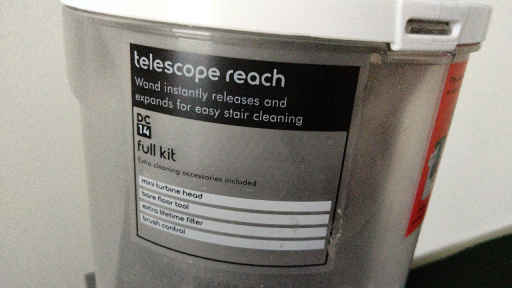 telescope reach
Wand instantly releases and
expands for easy stair cleaning
DC
14
full kit
Extra cleaning accessories included
mini turbine head
bare floor tool
extra lifetime filter
brush control